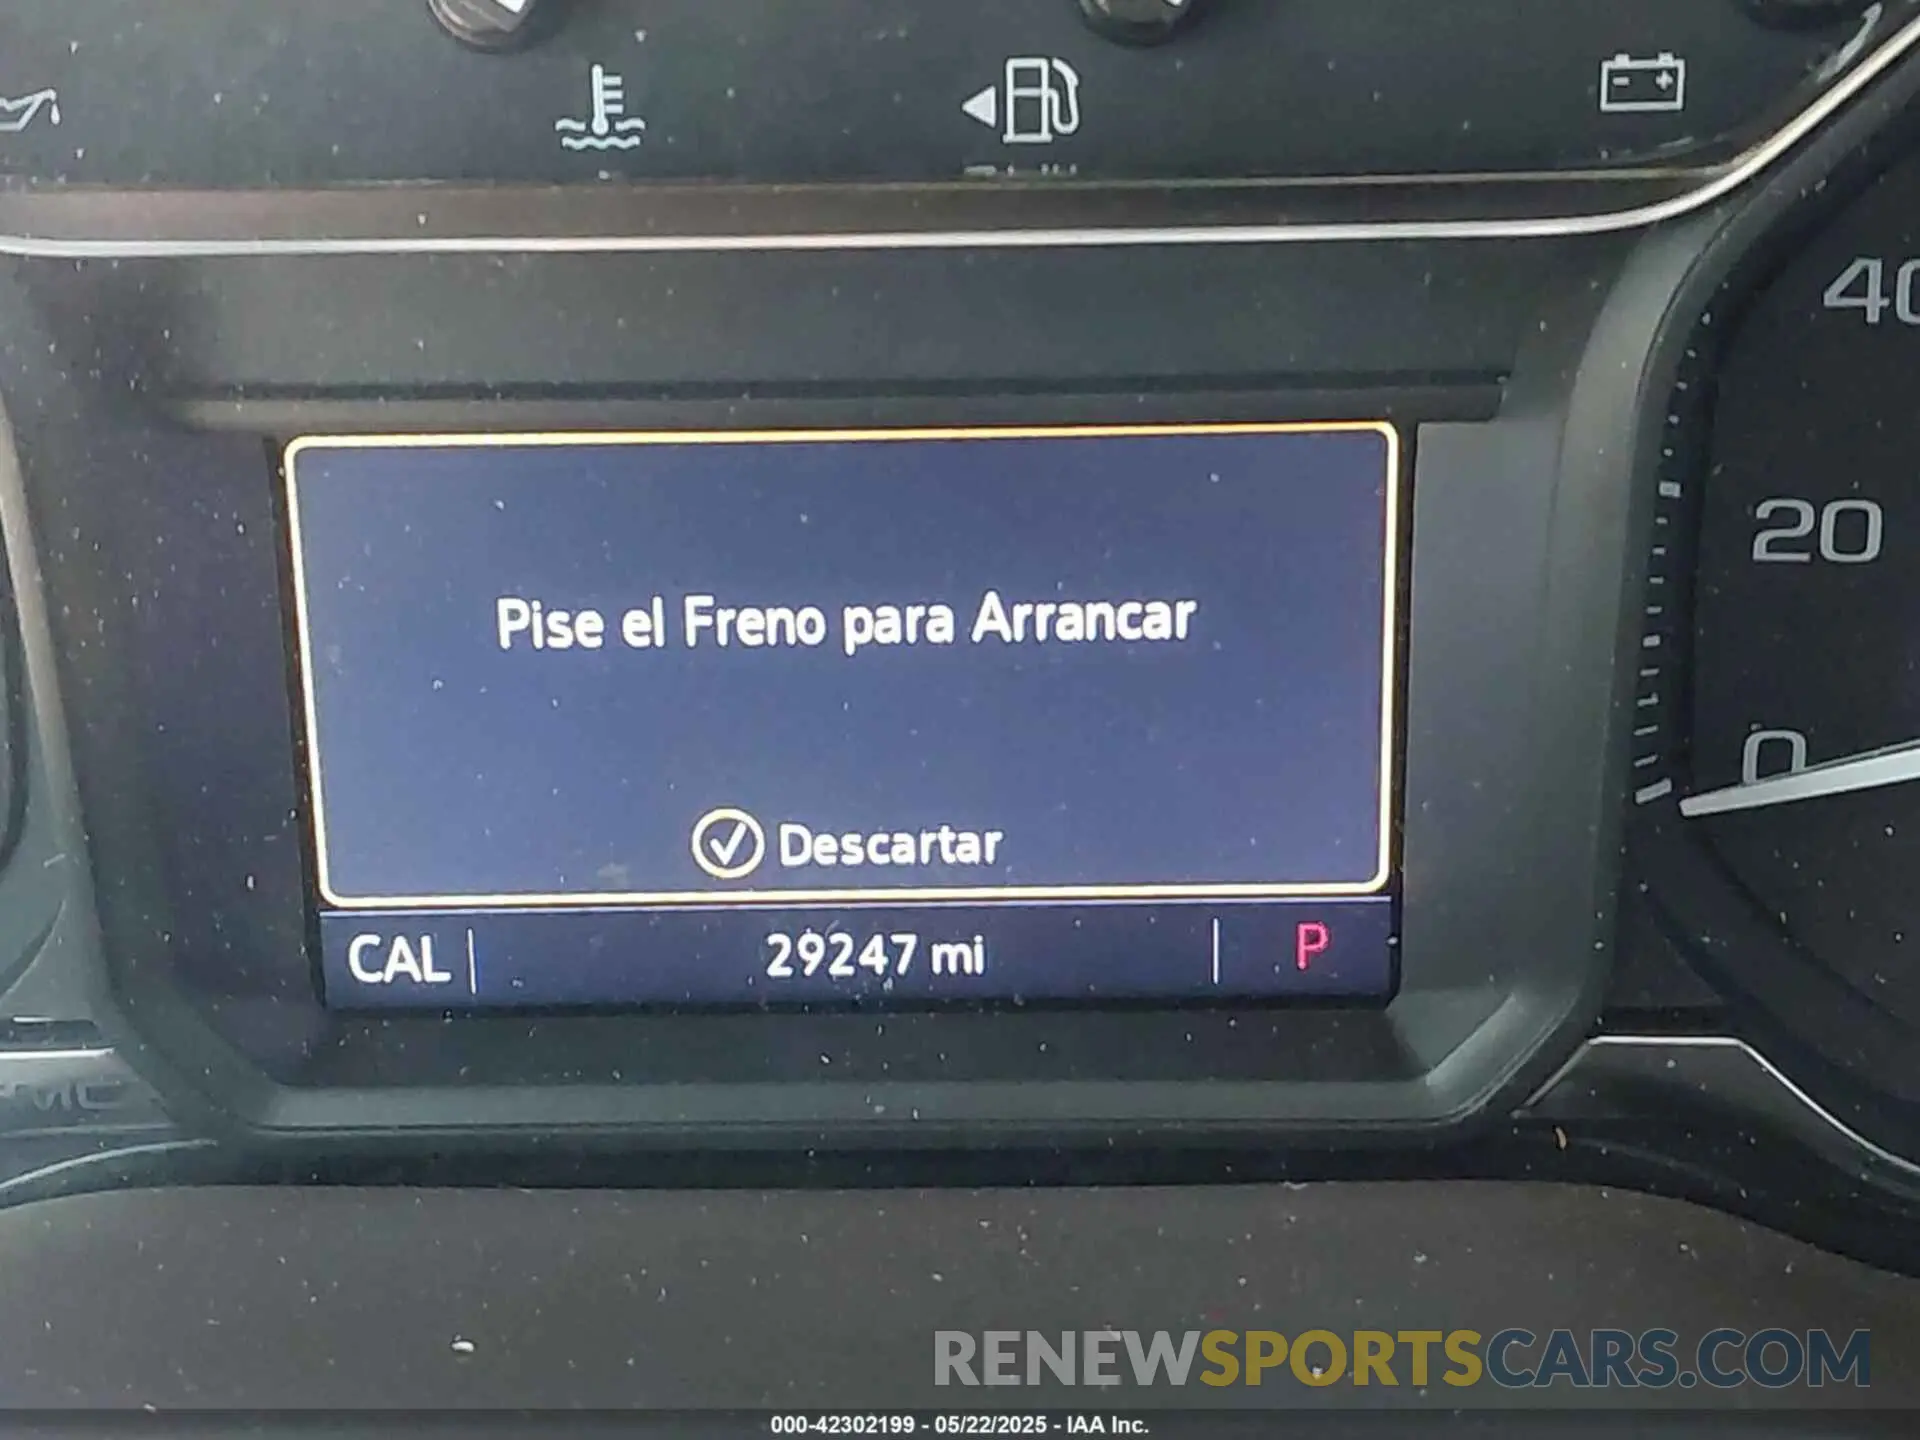 40
20
0
Pise el Freno para Arrancar
Descartar
CAL
29247 mi
P
RENEWSPORTSCARS.COM
000-42302199 - 05/22/2025 - IAA Inc.